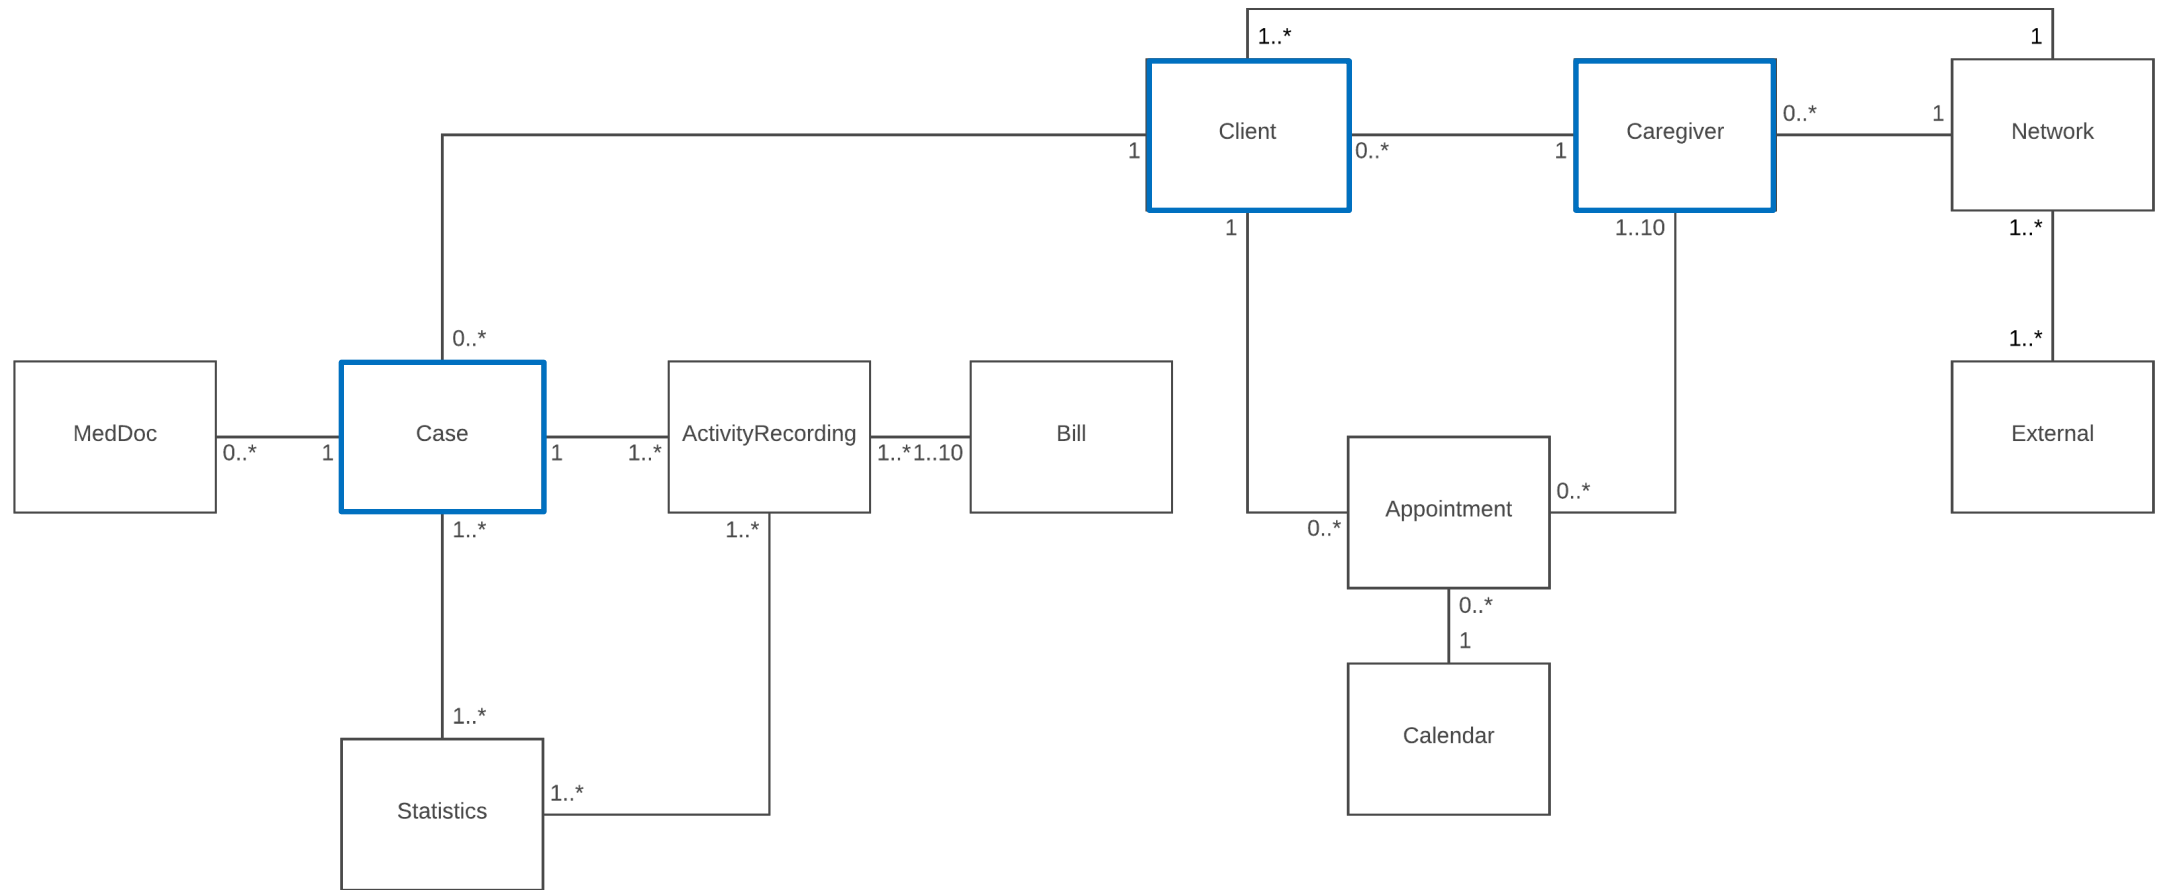 1..*
1
Client
Caregiver
Network
0..*
1
1
0..*
1
1
1..10
1..*
0..*
1..*
MedDoc
Case
ActivityRecording
Bill
External
0..*
1
1
1..*
1..*
1..10
Appointment
0..*
0..*
1..*
1..*
0..*
1
1..*
Calendar
1..*
Statistics